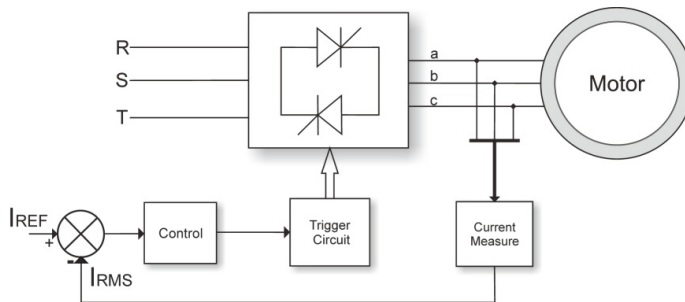 R
S
T
a
b
c
Motor
IREF
+
-
IRMS
Control
Trigger
Circuit
Current
Measure